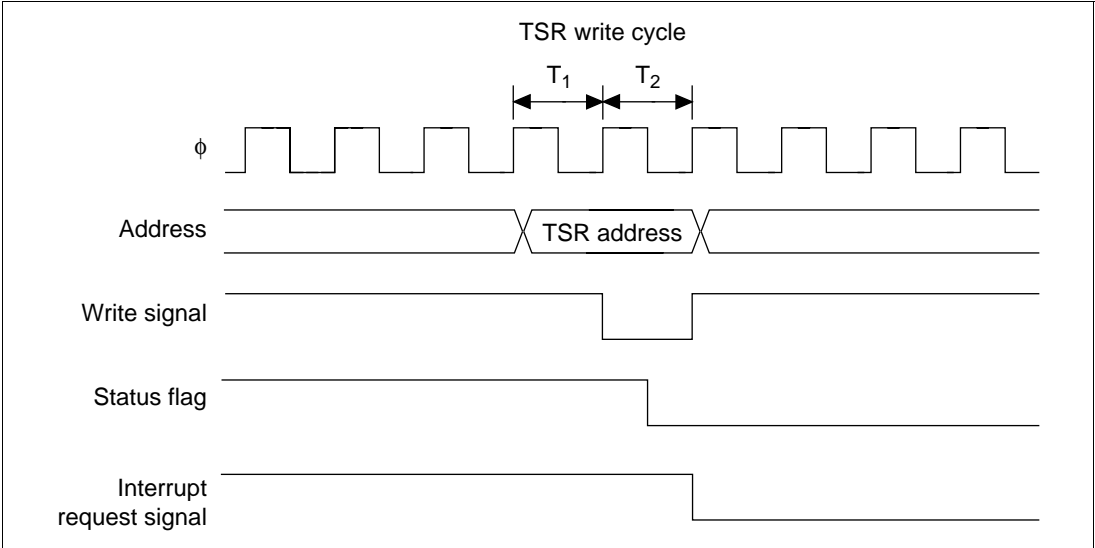 TSR write cycle
T1 T2
ϕ
Address
TSR address
Write signal
Status flag
Interrupt
request signal